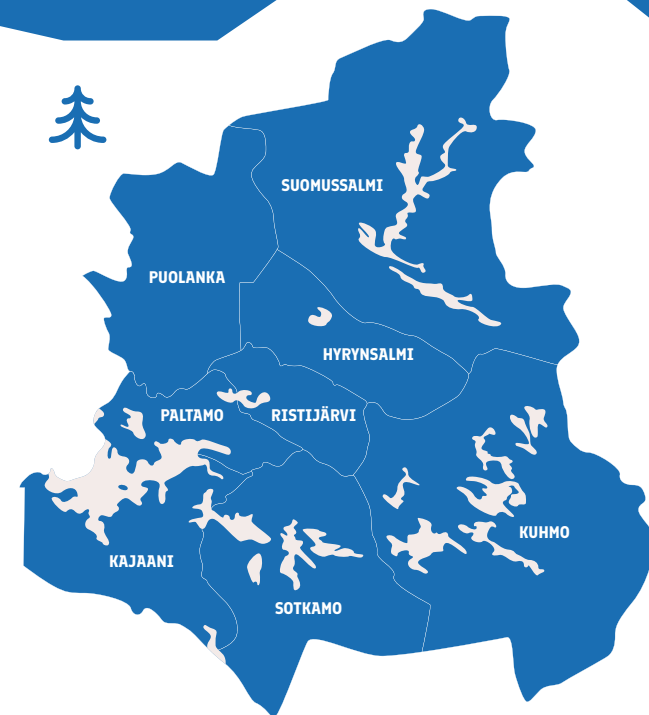 SUOMUSSALMI
PUOLANKA
HYRYNSALMI
PALTAMO
RISTIJÄRVI
KUHMO
KAJAANI
SOTKAMO